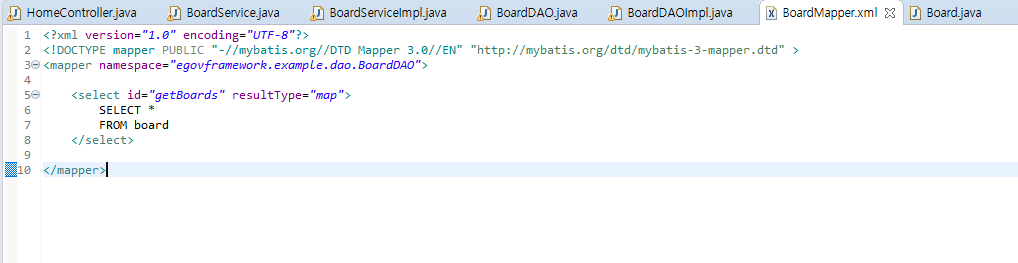 HomeController.java BoardService.java BoardServiceImpl.java BoardDAO.java BoardDAOImpl.java BoardMapper.xml Board.java
1 <?xml version="1.0" encoding="UTF-8"?>
2 <!DOCTYPE mapper PUBLIC "-//mybatis.org//DTD Mapper 3.0//EN" "http://mybatis.org/dtd/mybatis-3-mapper.dtd" >
3 <mapper namespace="egovframework.example.dao.BoardDAO">
4
5 <select id="getBoards" resultType="map">
6 SELECT *
7 FROM board
8 </select>
9
10 </mapper>